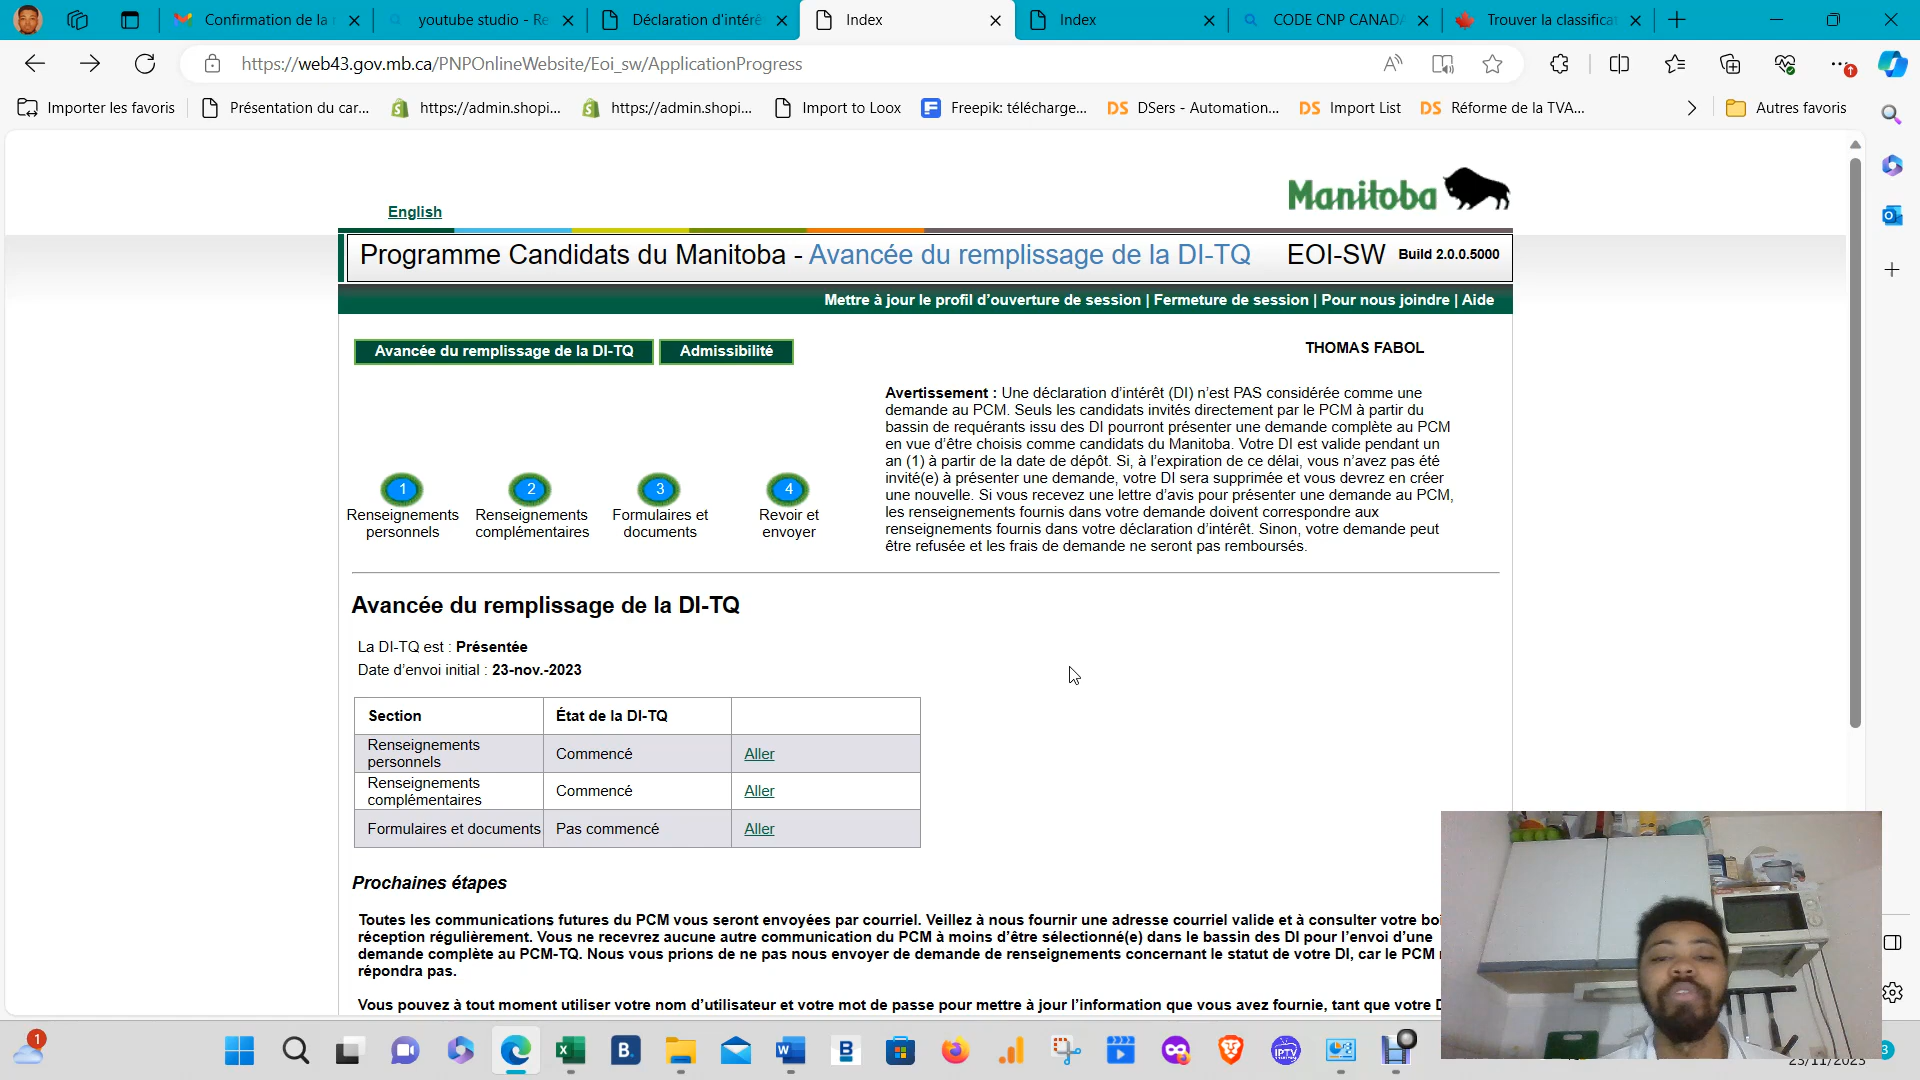 Confirmation de la
youtube studio - Re
Déclaration d'intérê
Index
Index
CODE CNP CANADA
Trouver la classificat
https://web43.gov.mb.ca/PNPOnlineWebsite/Eoi_sw/ApplicationProgress
Importer les favoris
Présentation du car...
https://admin.shopi...
https://admin.shopi...
Import to Loox
Freepik: télécharge...
DSers - Automation...
Import List
Réforme de la TVA...
Autres favoris
Manitoba
English
Programme Candidats du Manitoba - Avancée du remplissage de la DI-TQ EOI-SW Build 2.0.0.5000
Mettre à jour le profil d'ouverture de session | Fermeture de session | Pour nous joindre | Aide
Avancée du remplissage de la DI-TQ
Admissibilité
THOMAS FABOL
Avertissement : Une déclaration d'intérêt (DI) n'est PAS considérée comme une
demande au PCM. Seuls les candidats invités directement par le PCM à partir du
bassin de requérants issu des DI pourront présenter une demande complète au PCM
en vue d'être choisis comme candidats du Manitoba. Votre DI est valide pendant un
an (1) à partir de la date de dépôt. Si, à l'expiration de ce délai, vous n'avez pas été
invité(e) à présenter une demande, votre DI sera supprimée et vous devrez en créer
une nouvelle. Si vous recevez une lettre d'avis pour présenter une demande au PCM,
les renseignements fournis dans votre demande doivent correspondre aux
renseignements fournis dans votre déclaration d'intérêt. Sinon, votre demande peut
être refusée et les frais de demande ne seront pas remboursés.
1
Renseignements
personnels
2
Renseignements
complémentaires
3
Formulaires et
documents
4
Revoir et
envoyer
Avancée du remplissage de la DI-TQ
La DI-TQ est : Présentée
Date d'envoi initial : 23-nov.-2023
Section État de la DI-TQ
Renseignements
personnels
Commencé Aller
Renseignements
complémentaires
Commencé Aller
Formulaires et documents Pas commencé Aller
Prochaines étapes
Toutes les communications futures du PCM vous seront envoyées par courriel. Veillez à nous fournir une adresse courriel valide et à consulter votre boî
réception régulièrement. Vous ne recevrez aucune autre communication du PCM à moins d'être sélectionné(e) dans le bassin des DI pour l'envoi d'une
demande complète au PCM-TQ. Nous vous prions de ne pas nous envoyer de demande de renseignements concernant le statut de votre DI, car le PCM
répondra pas.
Vous pouvez à tout moment utiliser votre nom d'utilisateur et votre mot de passe pour mettre à jour l'information que vous avez fournie, tant que votre D
23/11/2023